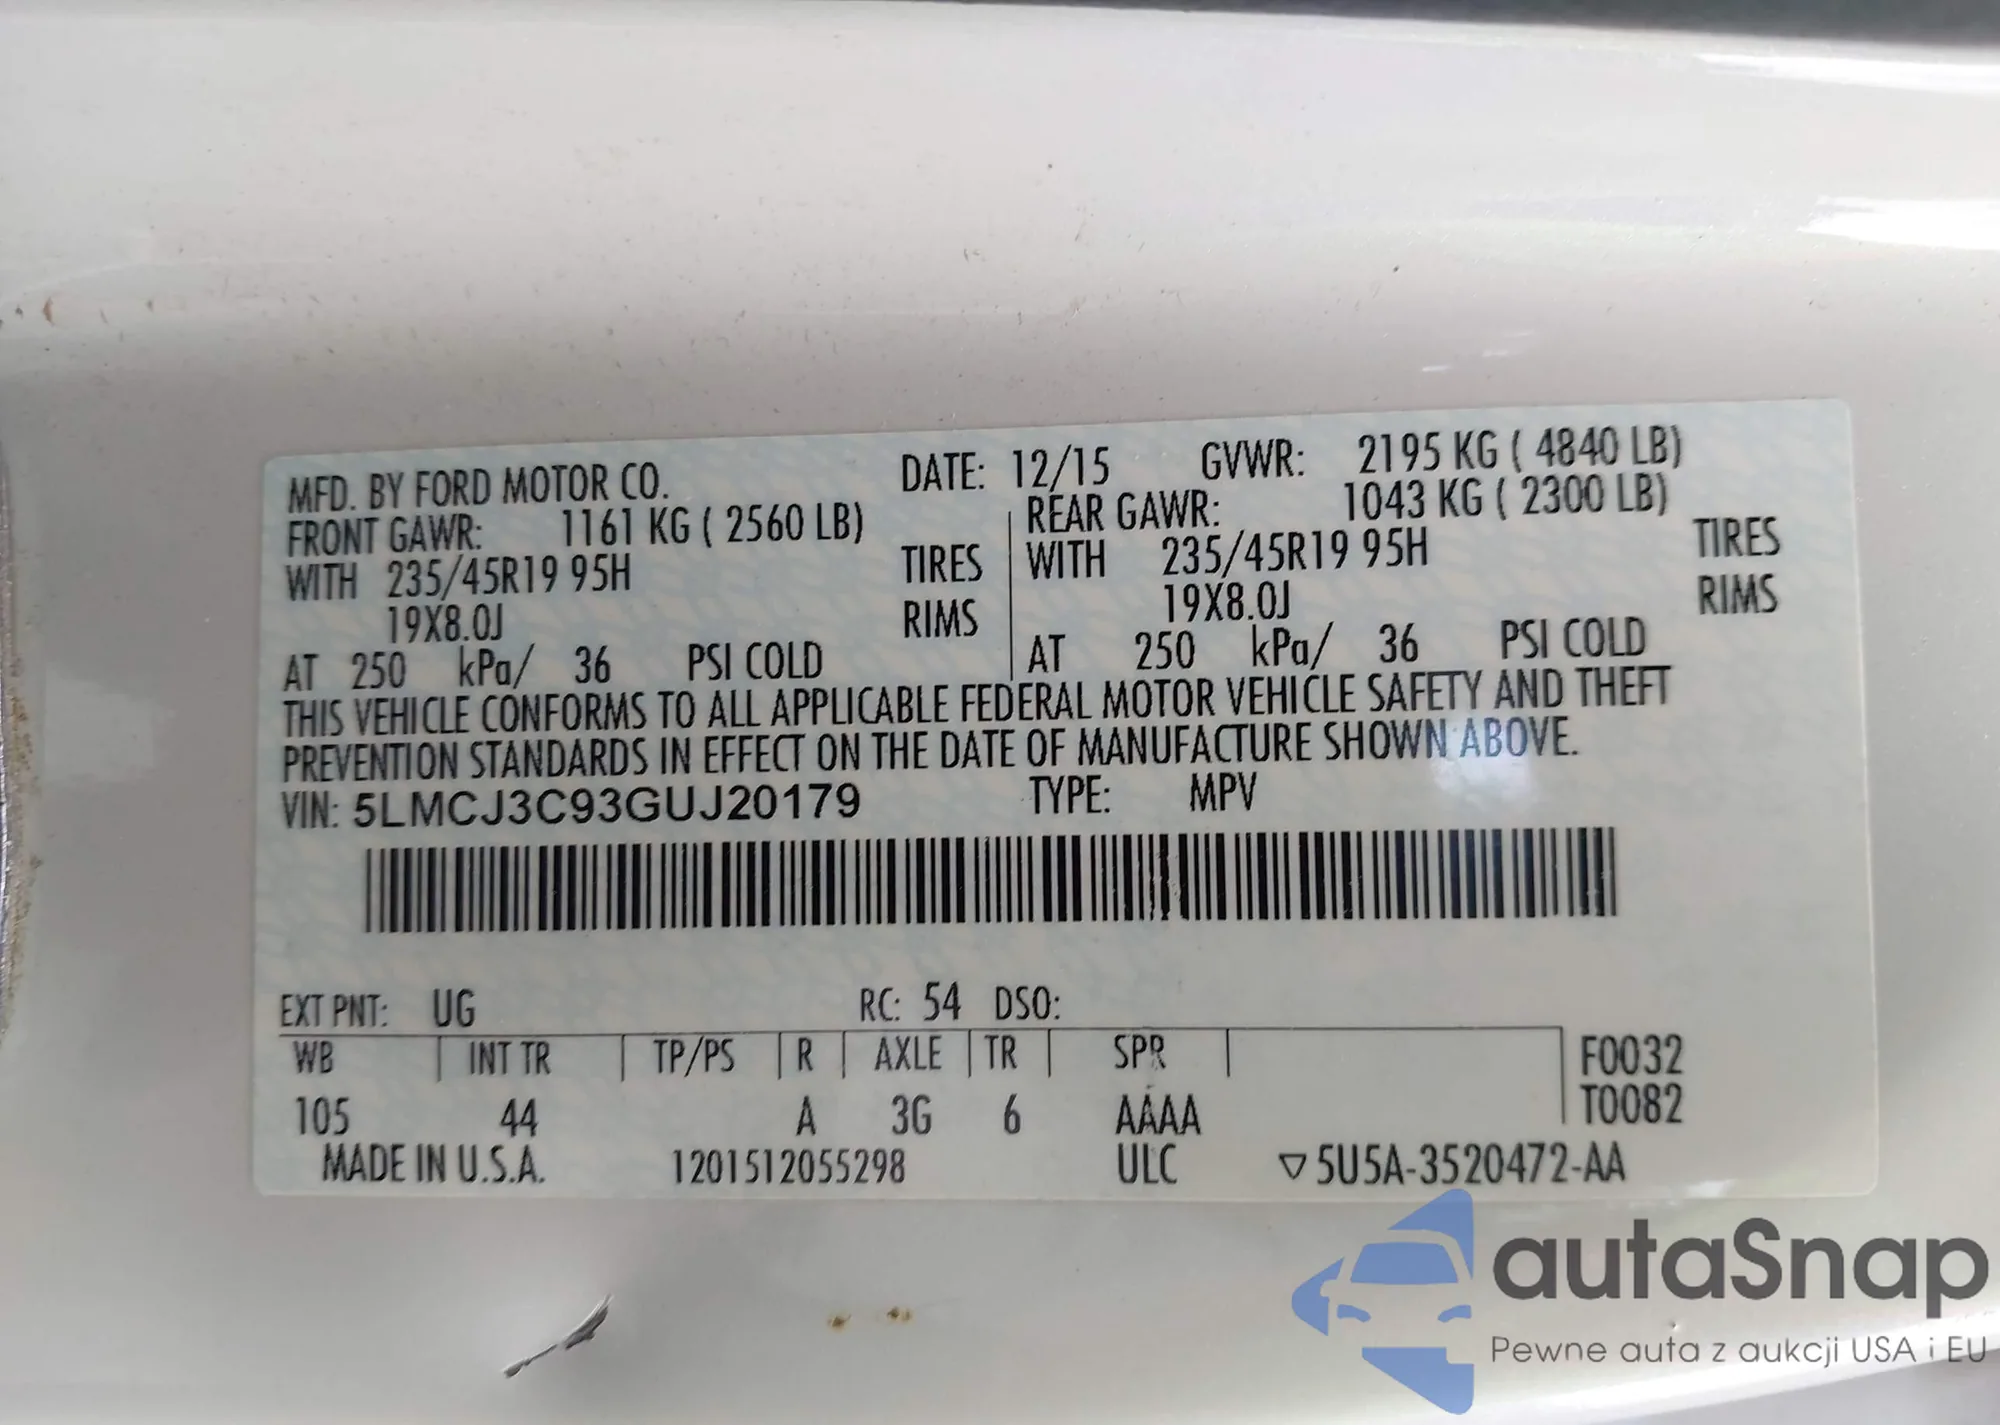 MFD. BY FORD MOTOR CO. DATE: 12/15 GVWR: 2195 KG ( 4840 LB)
FRONT GAWR: 1161 KG ( 2560 LB) REAR GAWR: 1043 KG ( 2300 LB)
WITH 235/45R19 95H TIRES WITH 235/45R19 95H TIRES
19X8.0J RIMS 19X8.0J RIMS
AT 250 kPa/ 36 PSI COLD AT 250 kPa/ 36 PSI COLD
THIS VEHICLE CONFORMS TO ALL APPLICABLE FEDERAL MOTOR VEHICLE SAFETY AND THEFT
PREVENTION STANDARDS IN EFFECT ON THE DATE OF MANUFACTURE SHOWN ABOVE.
VIN: 5LMCJ3C93GUJ20179 TYPE: MPV
EXT PNT: UG RC: 54 DSO:
WB INT TR TP/PS R AXLE TR SPR F0032
105 44 A 3G 6 AAAA T0082
MADE IN U.S.A. 1201512055298 ULC ▽5U5A-3520472-AA
autaSnap
Pewne auta z aukcji USA i EU